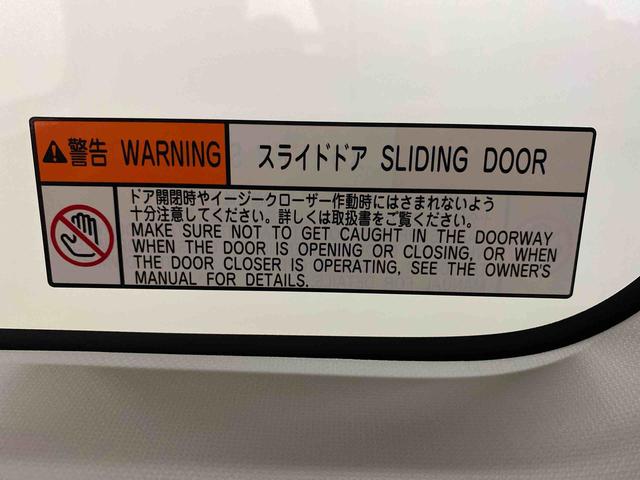 警告 WARNING
スライドドア SLIDING DOOR
ドア開閉時やイージークローザー作動時にはさまれないよう
十分注意してください。詳しくは取扱書をご覧ください。
MAKE SURE NOT TO GET CAUGHT IN THE DOORWAY
WHEN THE DOOR IS OPENING OR CLOSING, OR WHEN
THE DOOR CLOSER IS OPERATING, SEE THE OWNER'S
MANUAL FOR DETAILS.